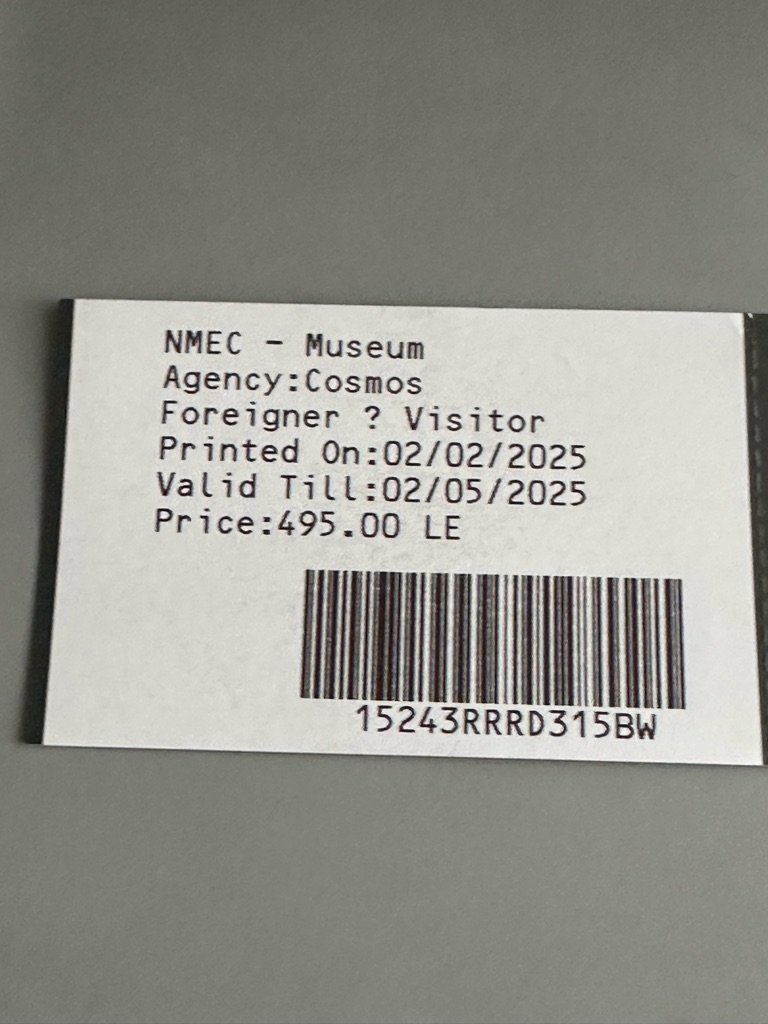 NMEC - Museum
Agency:Cosmos
Foreigner ? Visitor
Printed On:02/02/2025
Valid Till:02/05/2025
Price:495.00 LE
15243RRRD315BW